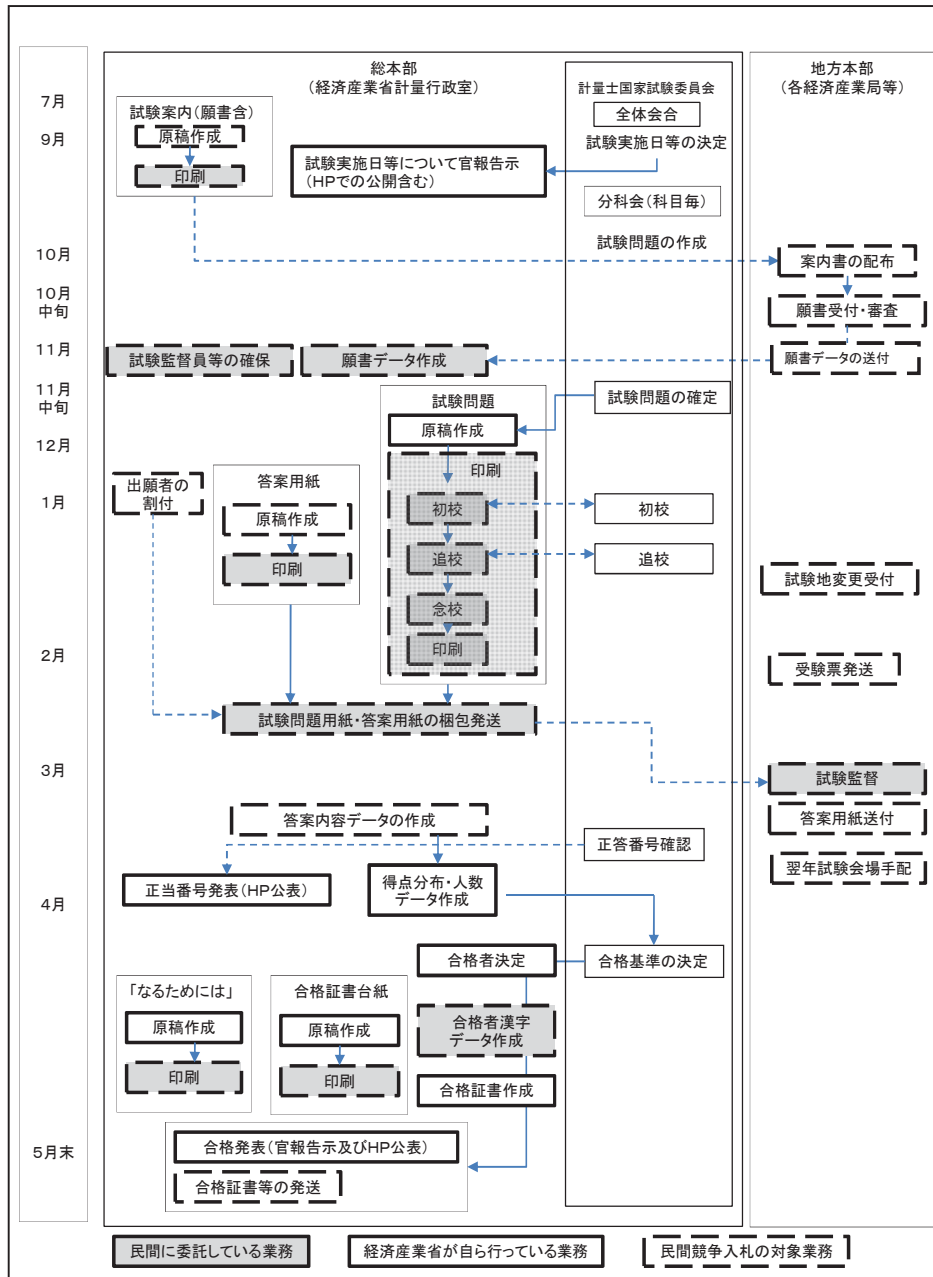 総本部
(経済産業省計量行政室)
計量士国家試験委員会
地方本部
(各経済産業局等)
7月
試験案内(願書含)
全体会合
9月
原稿作成
試験実施日等の決定
印刷
試験実施日等について官報告示
(HPでの公開含む)
分科会(科目毎)
試験問題の作成
10月
案内書の配布
10月
中旬
願書受付・審査
11月
試験監督員等の確保
願書データ作成
願書データの送付
11月
中旬
試験問題
試験問題の確定
原稿作成
12月
印刷
出願者の
割付
答案用紙
1月
初校
初校
原稿作成
追校
追校
印刷
試験地変更受付
念校
印刷
2月
受験票発送
試験問題用紙・答案用紙の梱包発送
3月
試験監督
答案内容データの作成
答案用紙送付
正答番号確認
翌年試験会場手配
正当番号発表(HP公表)
得点分布・人数
データ作成
4月
合格者決定
合格基準の決定
「なるためには」
合格証書台紙
原稿作成
原稿作成
合格者漢字
データ作成
印刷
印刷
合格証書作成
5月末
合格発表(官報告示及びHP公表)
合格証書等の発送
民間に委託している業務
経済産業省が自ら行っている業務
民間競争入札の対象業務